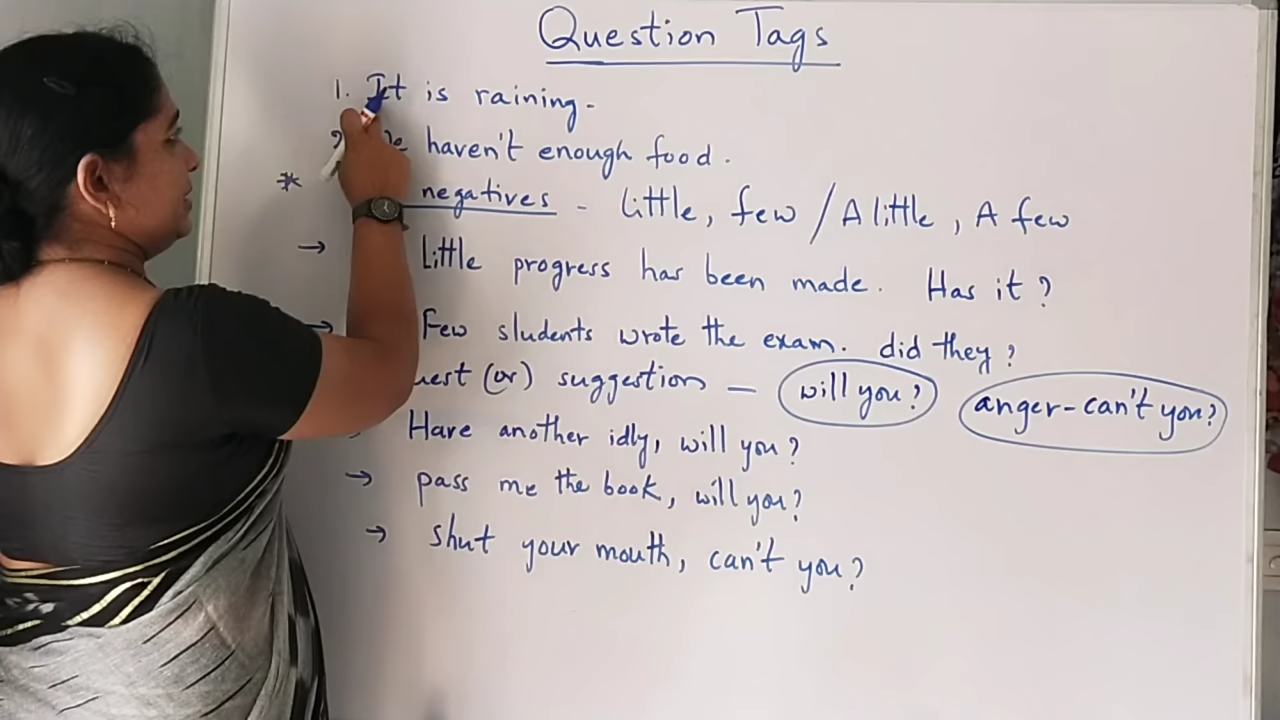 Question Tags
1. It is raining.
haven't enough food.
* negatives - little, few / A little, A few
→ Little progress has been made. Has it?
→ Few students wrote the exam. did they?
(or) suggestion - will you? anger-can't you?
Have another idly, will you?
→ pass me the book, will you?
→ shut your mouth, can't you?